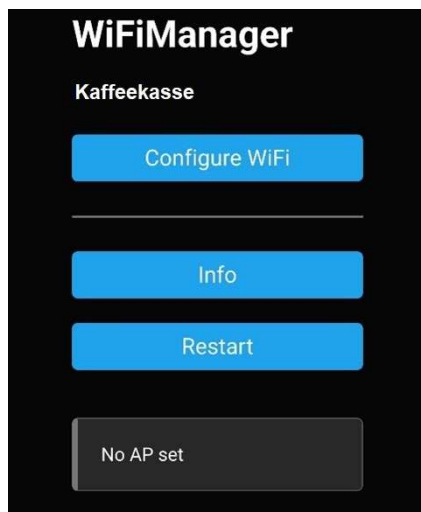 WiFiManager
Kaffeekasse
Configure WiFi
Info
Restart
No AP set